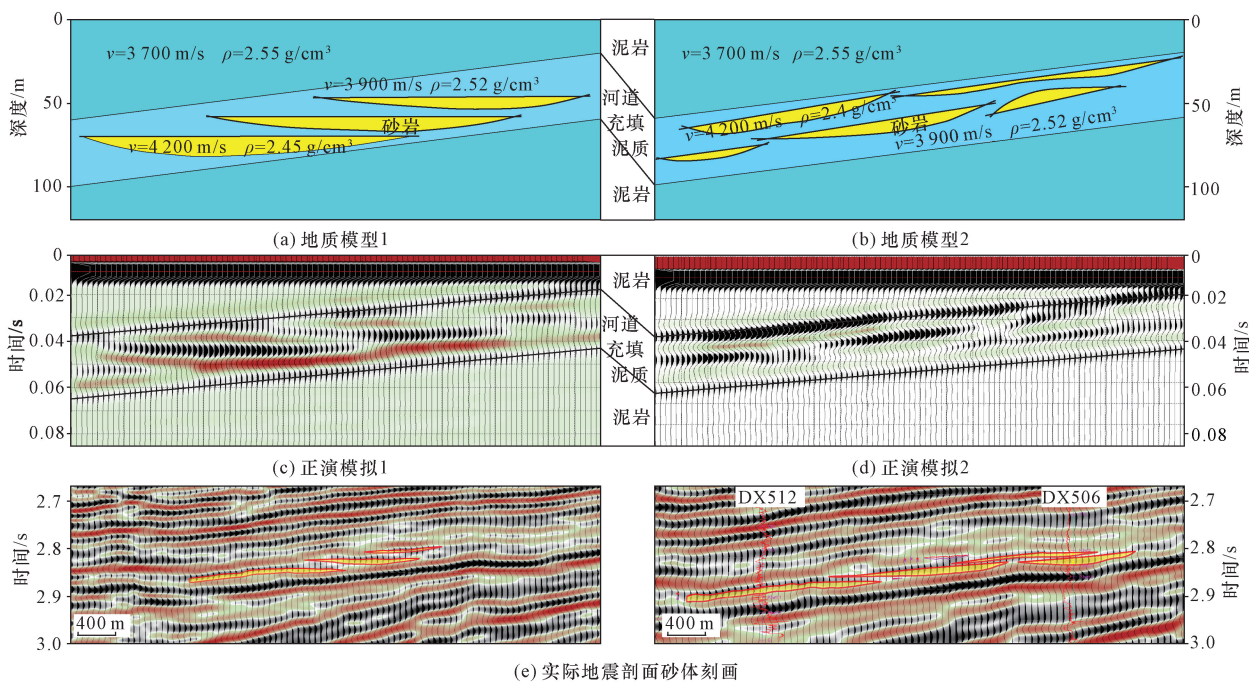 0
50
100
深度/m
v=3 700 m/s ρ=2.55 g/cm³
v=3 900 m/s ρ=2.52 g/cm³
砂岩
v=4 200 m/s ρ=2.45 g/cm³
(a) 地质模型1
泥岩
河道
充填
泥质
泥岩
v=3 700 m/s ρ=2.55 g/cm³
v=4 200 m/s ρ=2.4 g/cm³
砂岩
v=3 900 m/s ρ=2.52 g/cm³
0
50
100
深度/m
(b) 地质模型2
0
0.02
0.04
0.06
0.08
时间/s
(c) 正演模拟1
泥岩
河道
充填
泥质
泥岩
0
0.02
0.04
0.06
0.08
时间/s
(d) 正演模拟2
2.7
2.8
2.9
3.0
时间/s
400 m
DX512
DX506
400 m
2.7
2.8
2.9
3.0
时间/s
(e) 实际地震剖面砂体刻画